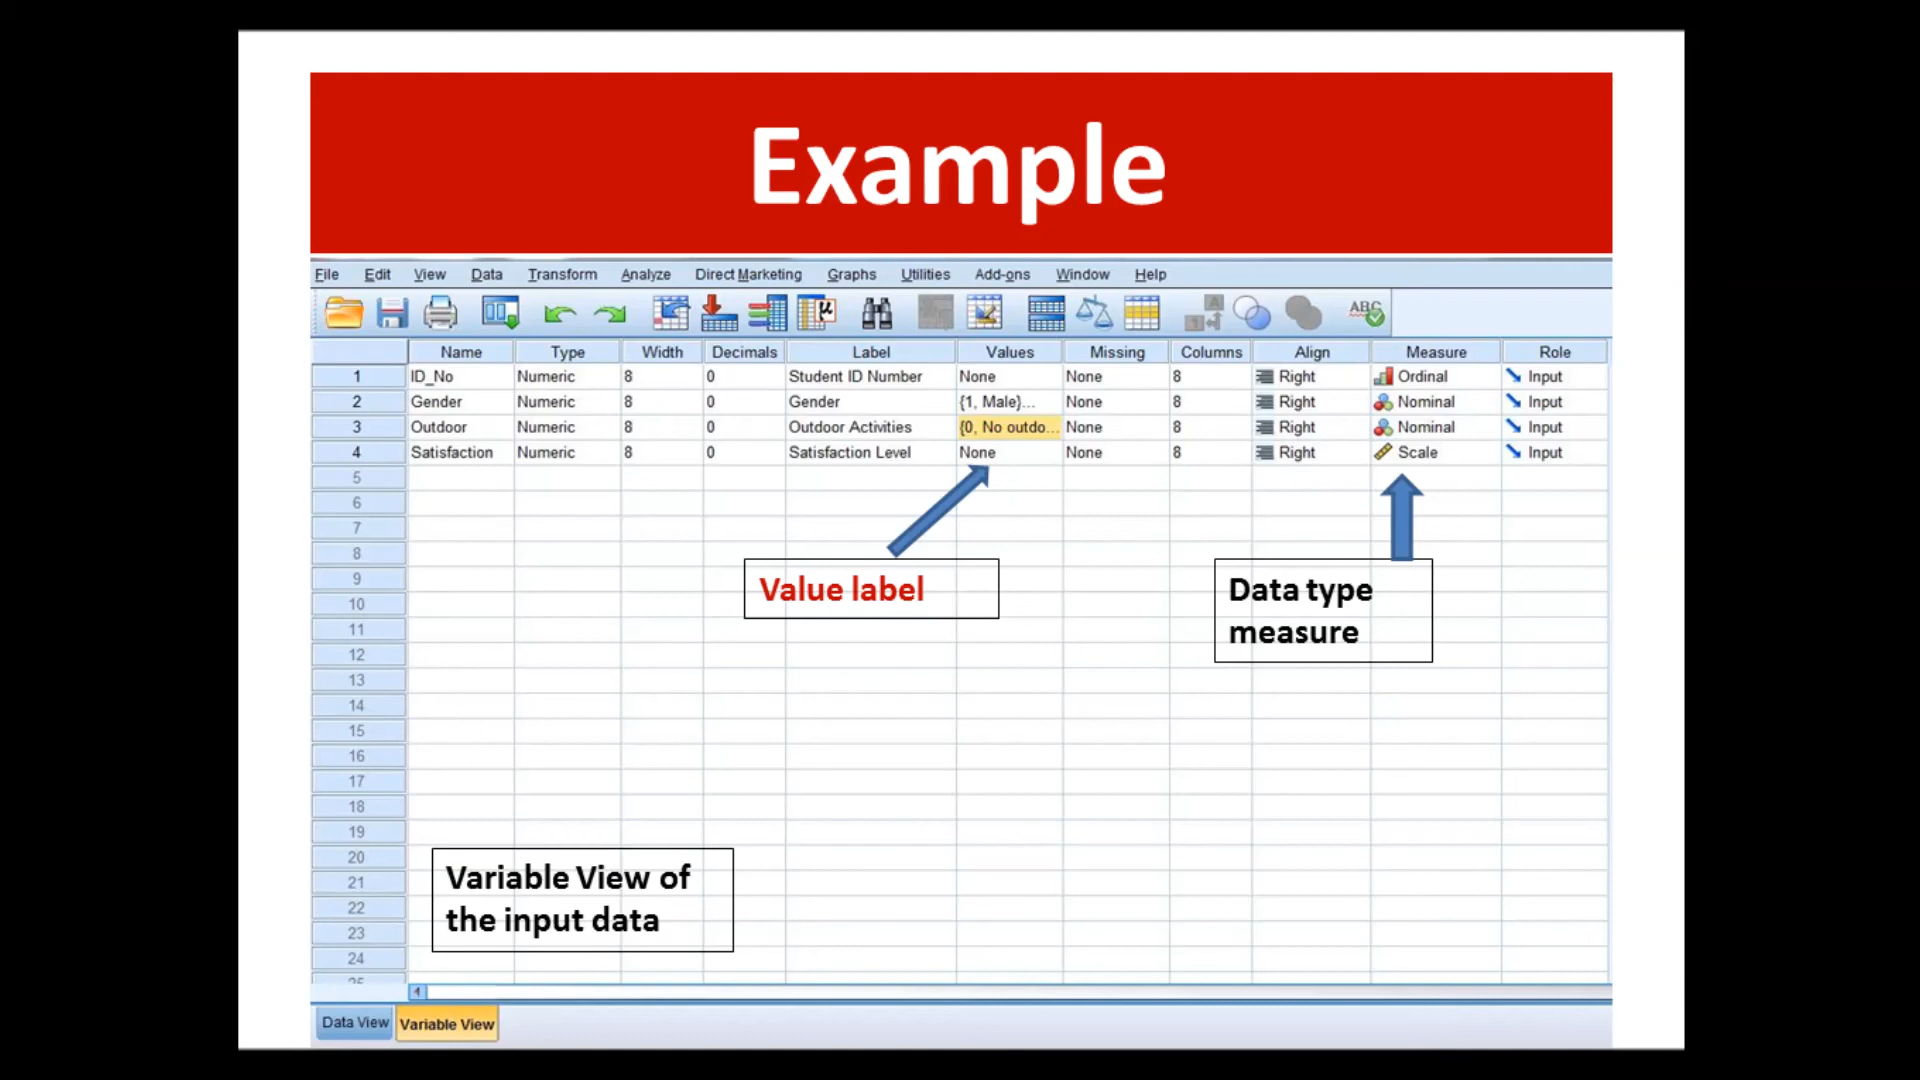 Example
File Edit View Data Transform Analyze Direct Marketing Graphs Utilities Add-ons Window Help
ABC
Name Type Width Decimals Label Values Missing Columns Align Measure Role
1 ID_No Numeric 8 0 Student ID Number None None 8 Right Ordinal Input
2 Gender Numeric 8 0 Gender {1, Male}... None 8 Right Nominal Input
3 Outdoor Numeric 8 0 Outdoor Activities {0, No outdo... None 8 Right Nominal Input
4 Satisfaction Numeric 8 0 Satisfaction Level None None 8 Right Scale Input
5
6
7
8
9
10
11
12
13
14
15
16
17
18
19
20
21
22
23
24
25
Value label
Data type
measure
Variable View of
the input data
Data View Variable View